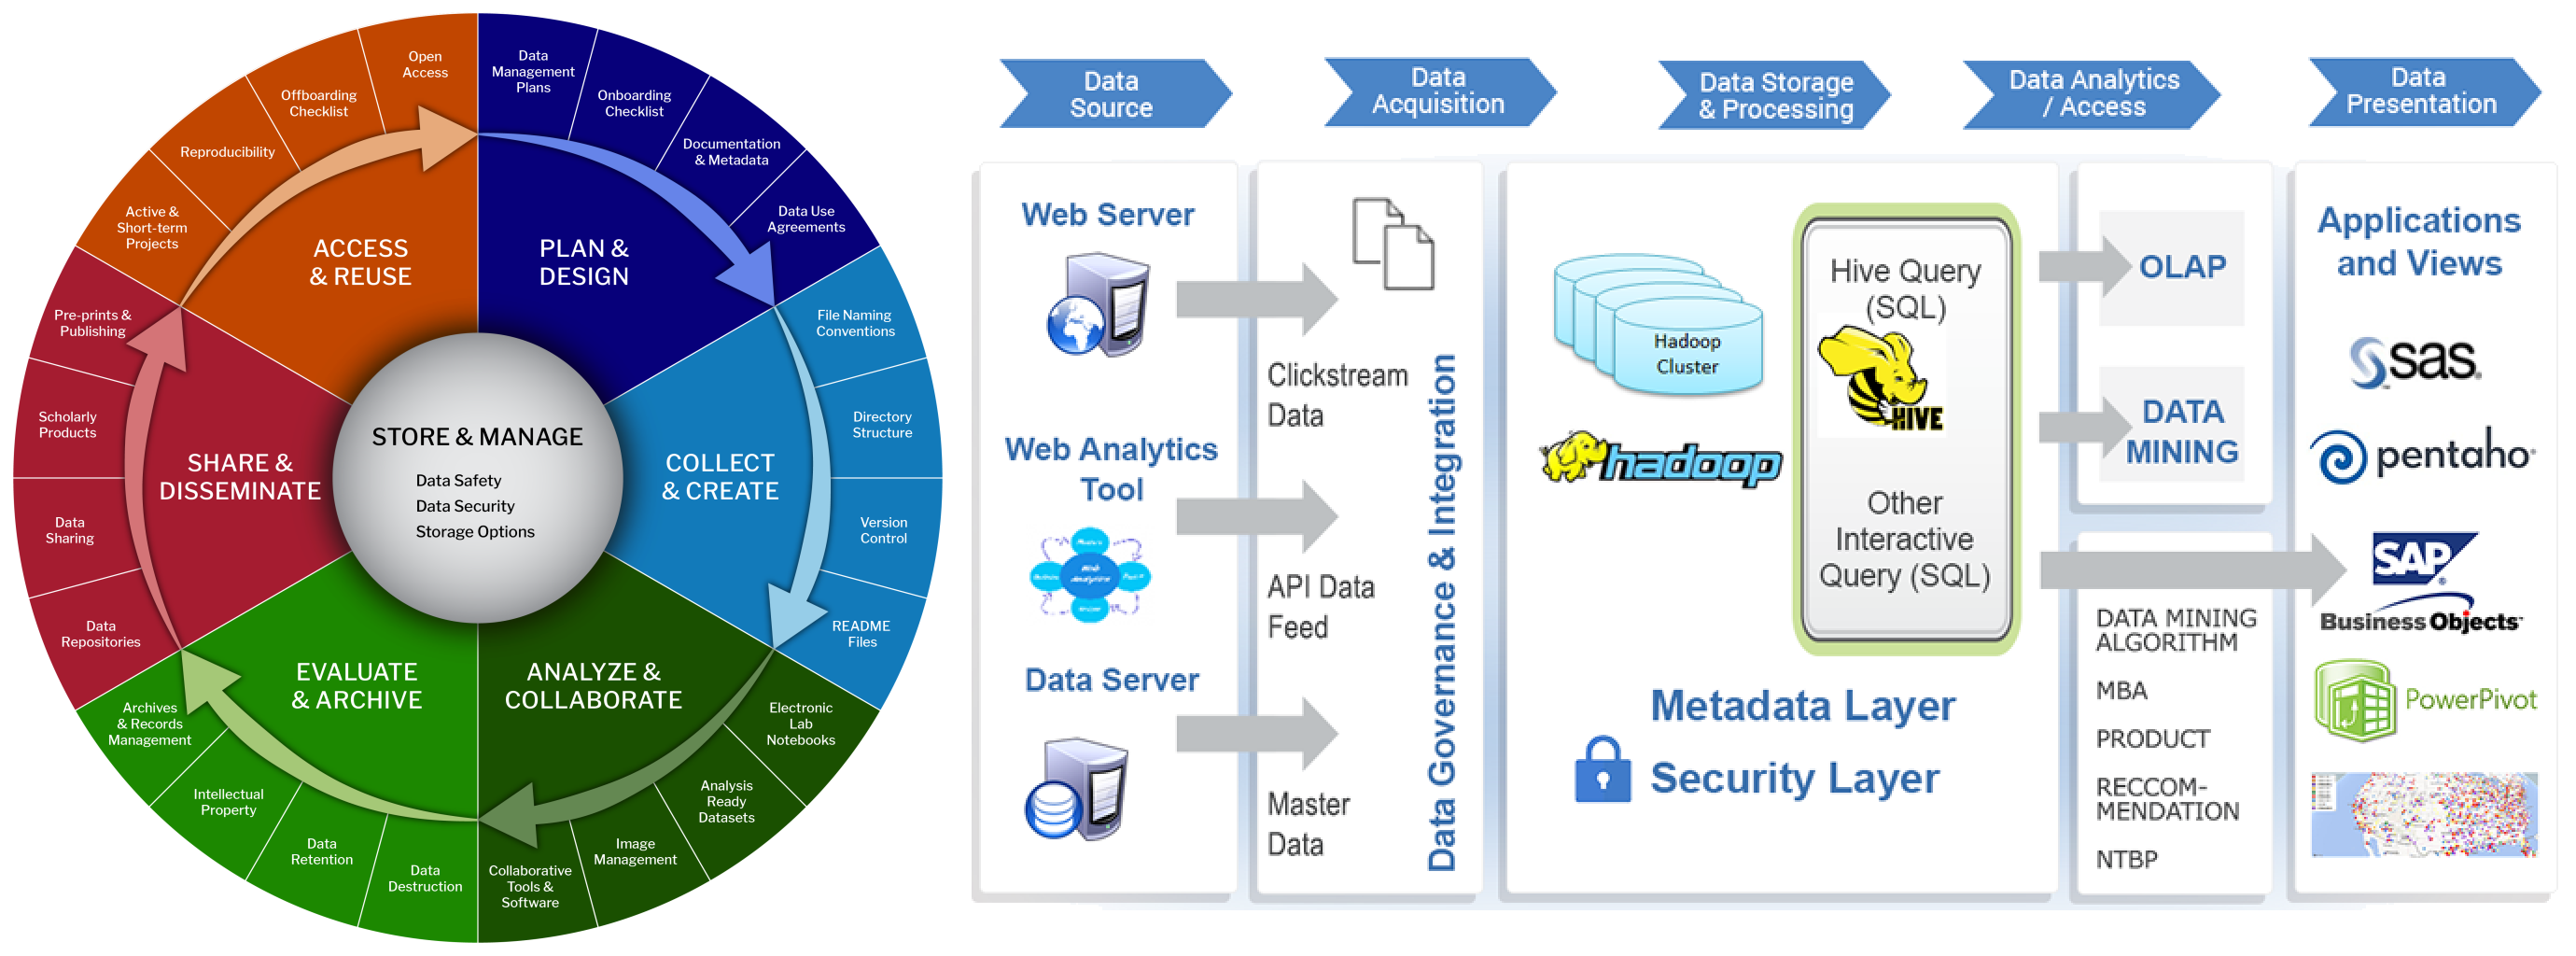 Open
Access
Offboarding
Checklist
Reproducibility
Active &
Short-term
Projects
ACCESS
& REUSE
Data
Management
Plans
Onboarding
Checklist
Documentation
& Metadata
Data Use
Agreements
PLAN &
DESIGN
File Naming
Conventions
Directory
Structure
Version
Control
README
Files
COLLECT
& CREATE
Electronic
Lab
Notebooks
Analysis
Ready
Datasets
Image
Management
Collaborative
Tools &
Software
ANALYZE &
COLLABORATE
Data
Destruction
Data
Retention
Intellectual
Property
Archives
& Records
Management
EVALUATE
& ARCHIVE
Data
Repositories
Data
Sharing
Scholarly
Products
Pre-prints &
Publishing
SHARE &
DISSEMINATE
STORE & MANAGE
Data Safety
Data Security
Storage Options
Data
Source
Data
Acquisition
Data Storage
& Processing
Data Analytics
/ Access
Data
Presentation
Web Server
Web Analytics
Tool
Web
Analytics
Data Server
Clickstream
Data
API Data
Feed
Master
Data
Data Governance & Integration
Hadoop
Cluster
hadoop
Hive Query
(SQL)
HIVE
Other
Interactive
Query (SQL)
Metadata Layer
Security Layer
OLAP
DATA
MINING
DATA MINING
ALGORITHM
MBA
PRODUCT
RECCOM-
MENDATION
NTBP
Applications
and Views
sas
pentaho
SAP
Business Objects
PowerPivot